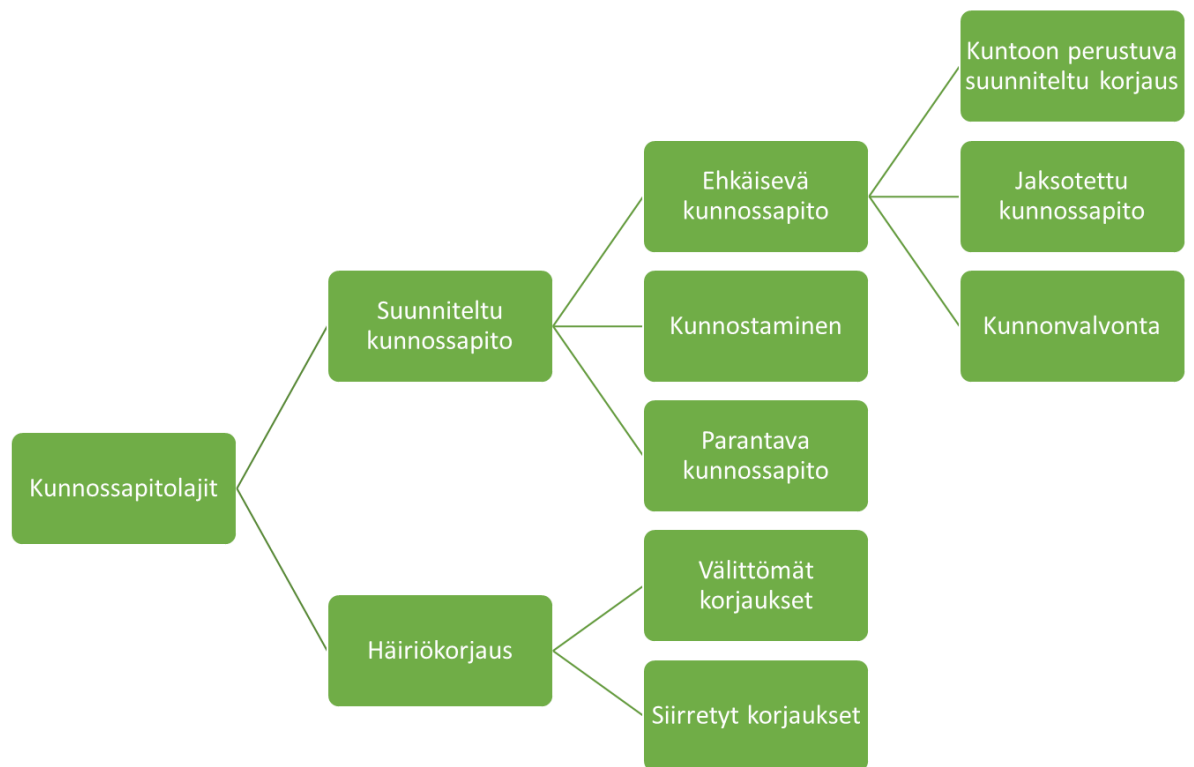 Kuntoon perustuva
suunniteltu korjaus
Ehkäisevä
kunnossapito
Jaksotettu
kunnossapito
Suunniteltu
kunnossapito
Kunnostaminen
Kunnonvalvonta
Parantava
kunnossapito
Kunnossapitolajit
Välittömät
korjaukset
Häiriökorjaus
Siirretyt korjaukset